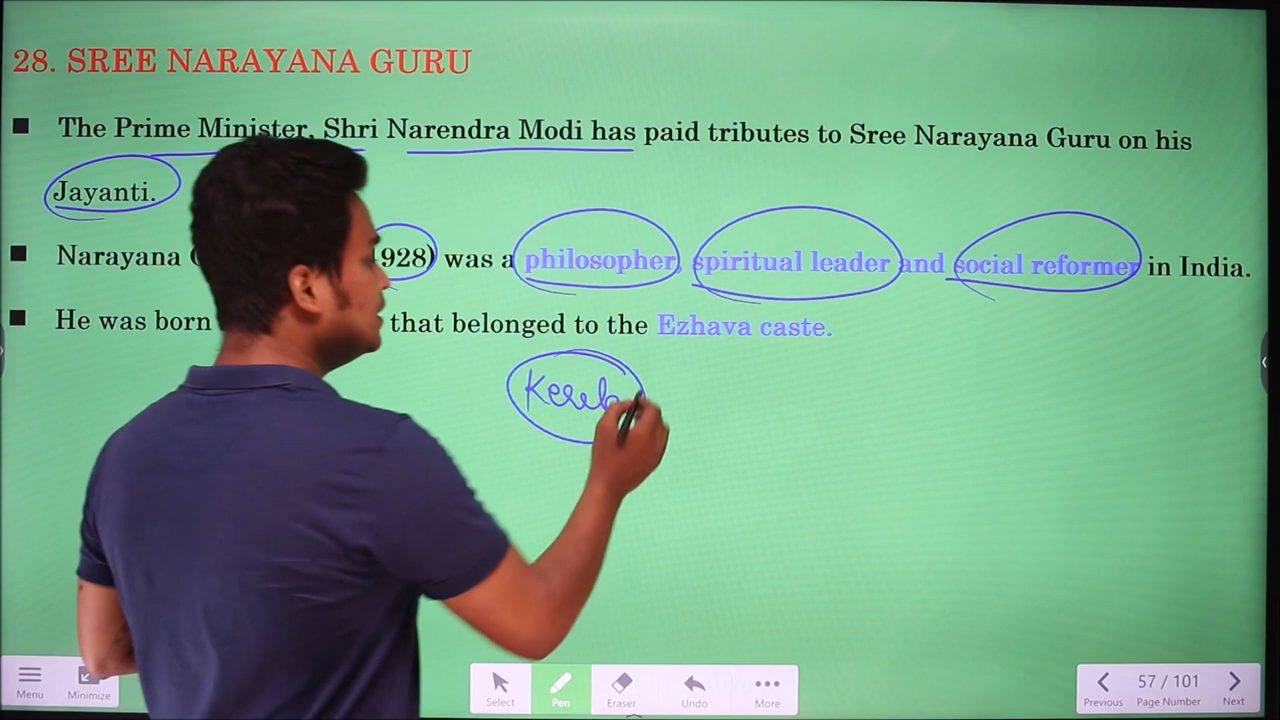 28. SREE NARAYANA GURU
■ The Prime Minister, Shri Narendra Modi has paid tributes to Sree Narayana Guru on his
Jayanti.
■ Narayana 1928) was a philosopher, spiritual leader and social reformer in India.
■ He was born that belonged to the Ezhava caste.
Menu
Minimize
Select
Pen
Eraser
Undo
More
Previous
57 / 101
Page Number
Next